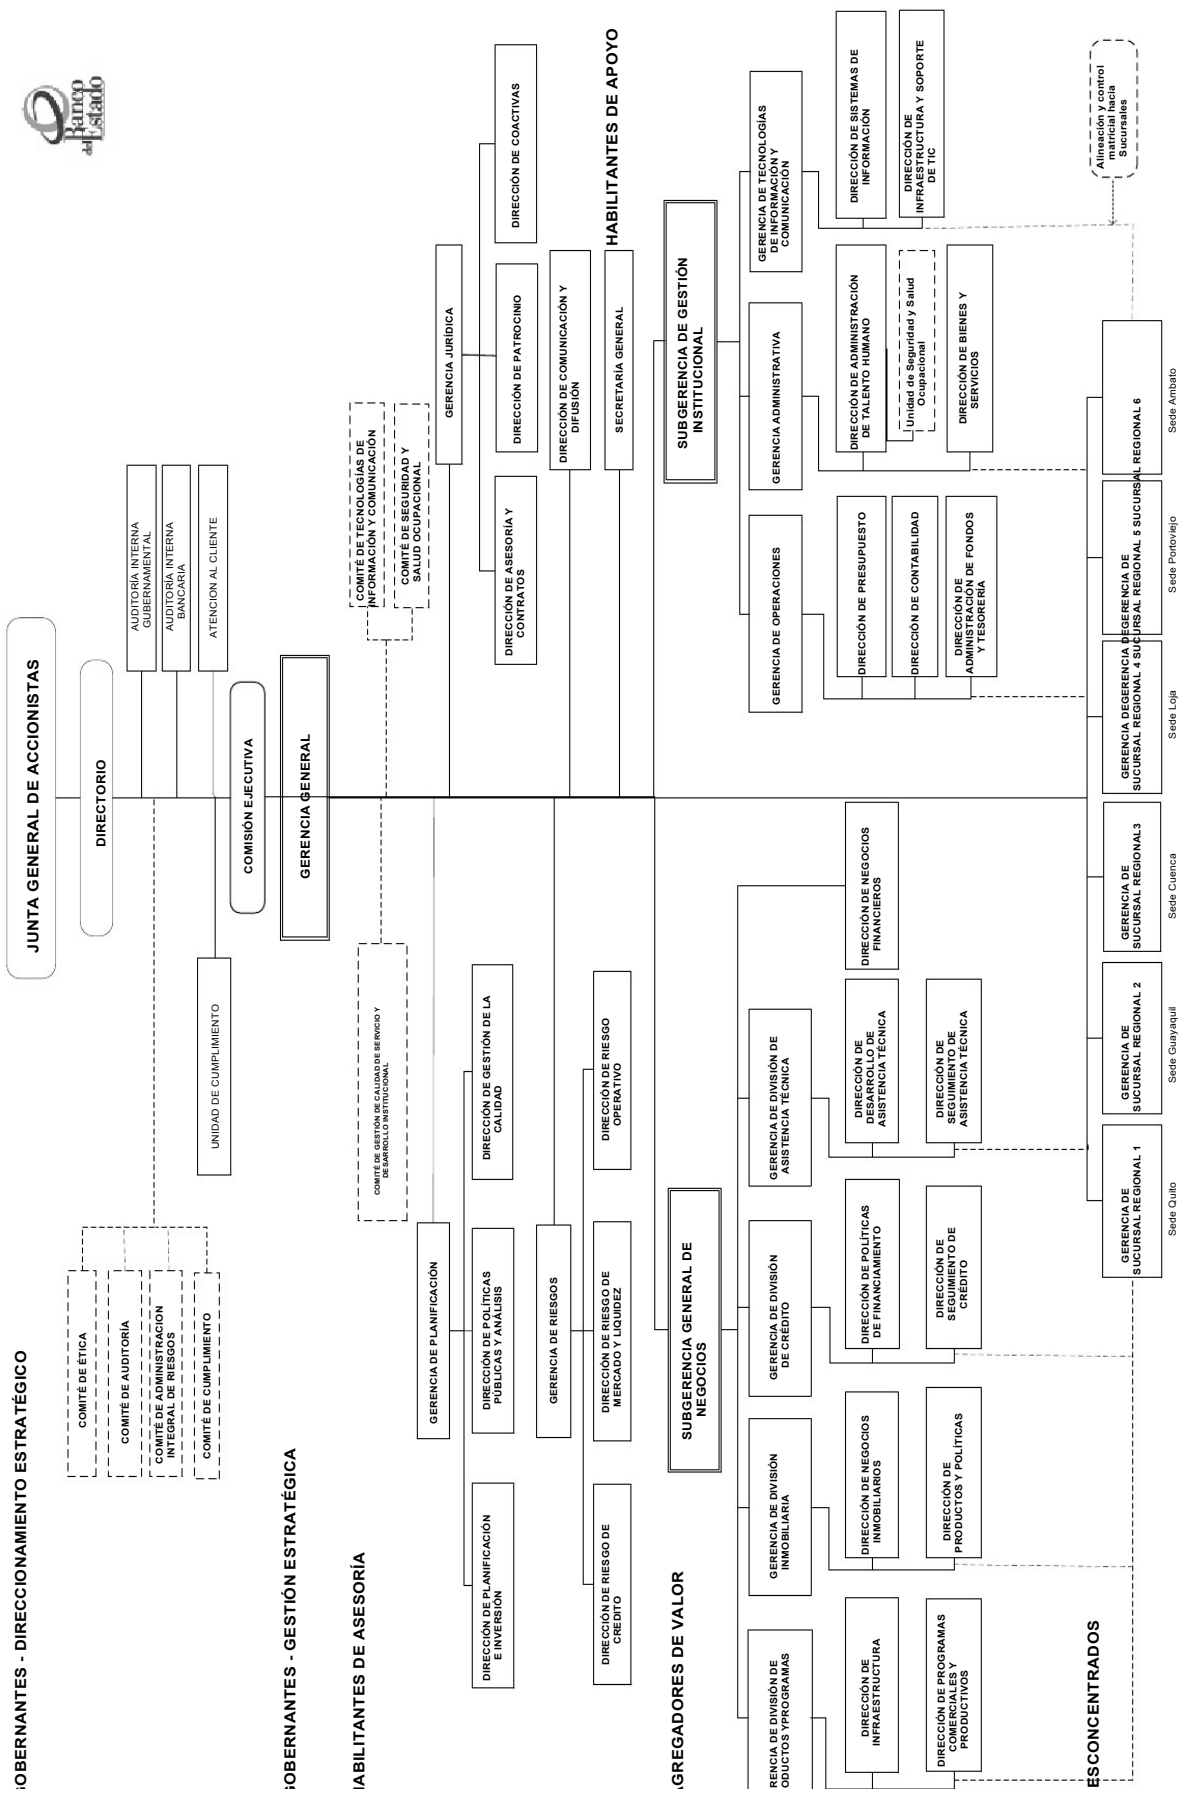 Banco
del Estado
JUNTA GENERAL DE ACCIONISTAS
DIRECTORIO
AUDITORÍA INTERNA
GUBERNAMENTAL
AUDITORÍA INTERNA
BANCARIA
ATENCION AL CLIENTE
UNIDAD DE CUMPLIMIENTO
OBERNANTES - DIRECCIONAMIENTO ESTRATÉGICO
COMITÉ DE ÉTICA
COMITÉ DE AUDITORÍA
COMITÉ DE ADMINISTRACION
INTEGRAL DE RIESGOS
COMITÉ DE CUMPLIMIENTO
COMISIÓN EJECUTIVA
OBERNANTES - GESTIÓN ESTRATÉGICA
GERENCIA GENERAL
ABILITANTES DE ASESORÍA
COMITÉ DE GESTIÓN DE CALIDAD DE SERVICIO Y
DESARROLLO INSTITUCIONAL
COMITÉ DE TECNOLOGÍAS DE
INFORMACIÓN Y COMUNICACIÓN
COMITÉ DE SEGURIDAD Y
SALUD OCUPACIONAL
GERENCIA DE PLANIFICACIÓN
DIRECCIÓN DE PLANIFICACIÓN
E INVERSIÓN
DIRECCIÓN DE POLÍTICAS
PÚBLICAS Y ANÁLISIS
DIRECCIÓN DE GESTIÓN DE LA
CALIDAD
GERENCIA JURÍDICA
DIRECCIÓN DE ASESORÍA Y
CONTRATOS
DIRECCIÓN DE PATROCINIO
DIRECCIÓN DE COACTIVAS
GERENCIA DE RIESGOS
DIRECCIÓN DE RIESGO DE
CREDITO
DIRECCIÓN DE RIESGO DE
MERCADO Y LIQUIDEZ
DIRECCIÓN DE RIESGO
OPERATIVO
DIRECCIÓN DE COMUNICACIÓN Y
DIFUSIÓN
HABILITANTES DE APOYO
SECRETARÍA GENERAL
AGREGADORES DE VALOR
SUBGERENCIA GENERAL DE
NEGOCIOS
SUBGERENCIA DE GESTIÓN
INSTITUCIONAL
RENCIA DE DIVISIÓN DE
ODUCTOS YPROGRAMAS
DIRECCIÓN DE
INFRAESTRUCTURA
DIRECCIÓN DE PROGRAMAS
COMERCIALES Y
PRODUCTIVOS
GERENCIA DE DIVISIÓN
INMOBILIARIA
DIRECCIÓN DE NEGOCIOS
INMOBILIARIOS
DIRECCIÓN DE
PRODUCTOS Y POLÍTICAS
GERENCIA DE DIVISIÓN
DE CRÉDITO
DIRECCIÓN DE POLÍTICAS
DE FINANCIAMIENTO
DIRECCIÓN DE
SEGUIMIENTO DE
CRÉDITO
GERENCIA DE DIVISIÓN DE
ASISTENCIA TÉCNICA
DIRECCIÓN DE
DESARROLLO DE
ASISTENCIA TÉCNICA
DIRECCIÓN DE
SEGUIMIENTO DE
ASISTENCIA TÉCNICA
DIRECCIÓN DE NEGOCIOS
FINANCIEROS
GERENCIA DE OPERACIONES
DIRECCIÓN DE PRESUPUESTO
DIRECCIÓN DE CONTABILIDAD
DIRECCIÓN DE
ADMINISTRACIÓN DE FONDOS
Y TESORERÍA
GERENCIA ADMINISTRATIVA
DIRECCIÓN DE ADMINISTRACIÓN
DE TALENTO HUMANO
Unidad de Seguridad y Salud
Ocupacional
DIRECCIÓN DE BIENES Y
SERVICIOS
GERENCIA DE TECNOLOGÍAS
DE INFORMACIÓN Y
COMUNICACIÓN
DIRECCIÓN DE SISTEMAS DE
INFORMACIÓN
DIRECCIÓN DE
INFRAESTRUCTURA Y SOPORTE
DE TIC
Alineación y control
matricial hacia
Sucursales
ESCONCENTRADOS
GERENCIA DE
SUCURSAL REGIONAL 1
Sede Quito
GERENCIA DE
SUCURSAL REGIONAL 2
Sede Guayaquil
GERENCIA DE
SUCURSAL REGIONAL3
Sede Cuenca
GERENCIA DE
SUCURSAL REGIONAL 4
Sede Loja
GERENCIA DE
SUCURSAL REGIONAL 5
Sede Portoviejo
GERENCIA DE
SUCURSAL REGIONAL 6
Sede Ambato